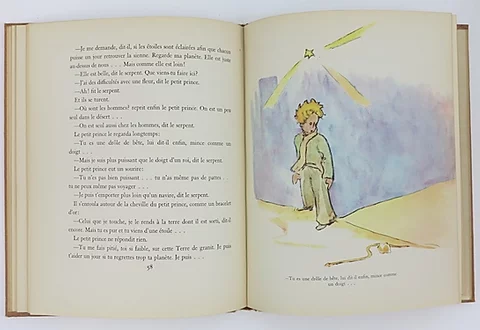 —Je me demande, dit-il, si les étoiles sont éclairées afin que chacun
puisse un jour retrouver la sienne. Regarde ma planète. Elle est juste
au-dessus de nous . . . Mais comme elle est loin!
—Elle est belle, dit le serpent. Que viens-tu faire ici?
—J'ai des difficultés avec une fleur, dit le petit prince.
—Ah! fit le serpent.
Et ils se turent.
—Où sont les hommes? reprit enfin le petit prince. On est un peu
seul dans le désert . . .
—On est seul aussi chez les hommes, dit le serpent.
Le petit prince le regarda longtemps:
—Tu es une drôle de bête, lui dit-il enfin, mince comme
un doigt . . .
—Mais je suis plus puissant que le doigt d'un roi, dit le serpent.
Le petit prince eut un sourire:
—Tu n'es pas bien puissant . . . tu n'as même pas de pattes . . .
tu ne peux même pas voyager . . .
—Je puis t'emporter plus loin qu'un navire, dit le serpent.
Il s'enroula autour de la cheville du petit prince, comme un bracelet
d'or:
—Celui que je touche, je le rends à la terre dont il est sorti, dit-il
encore. Mais tu es pur et tu viens d'une étoile . . .
Le petit prince ne répondit rien.
—Tu me fais pitié, toi si faible, sur cette Terre de granit. Je puis
t'aider un jour si tu regrettes trop ta planète. Je puis . . .
58
—Tu es une drôle de bête, lui dit-il enfin, mince comme
un doigt . . .